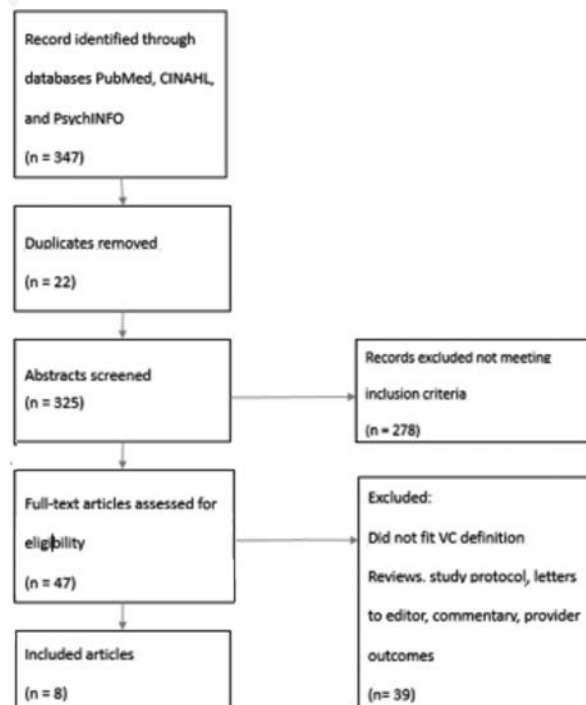 Record identified through
databases PubMed, CINAHL,
and PsychINFO
(n = 347)
Duplicates removed
(n = 22)
Abstracts screened
(n = 325)
Records excluded not meeting
inclusion criteria
(n = 278)
Full-text articles assessed for
eligibility
(n = 47)
Excluded:
Did not fit VC definition
Reviews. study protocol, letters
to editor, commentary, provider
outcomes
(n= 39)
Included articles
(n = 8)